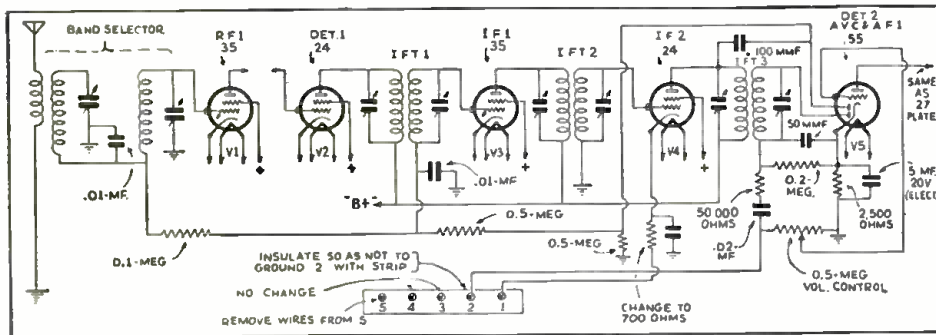 BAND SELECTOR
RF1
35
DET.1
24
IFT1
IF1
35
IFT2
IF2
24
.100 MMF.
IFT3
DET 2
AVC & AF1
55
SAME
AS
27
PLATE
50 MMF
V1
V2
V3
V4
V5
+
+
+
+
.01-MF.
.01-MF.
"B+"
0.2-
MEG.
5 MF.
20V
(ELECT)
50 000
OHMS
2,500
OHMS
0.1-MEG
0.5-MEG
0.5-MEG
.02-
MF
0.5-MEG
VOL. CONTROL
INSULATE SO AS NOT TO
GROUND 2 WITH STRIP
NO CHANGE
REMOVE WIRES FROM 5
5 4 3 2 1
CHANGE TO
700 OHMS